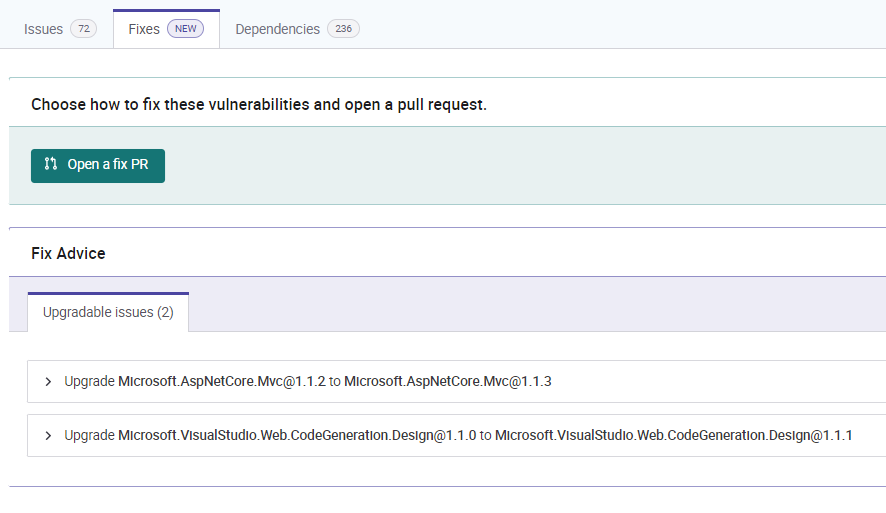 Issues 72 Fixes NEW Dependencies 236
Choose how to fix these vulnerabilities and open a pull request.
Open a fix PR
Fix Advice
Upgradable issues (2)
Upgrade Microsoft.AspNetCore.Mvc@1.1.2 to Microsoft.AspNetCore.Mvc@1.1.3
Upgrade Microsoft.VisualStudio.Web.CodeGeneration.Design@1.1.0 to Microsoft.VisualStudio.Web.CodeGeneration.Design@1.1.1